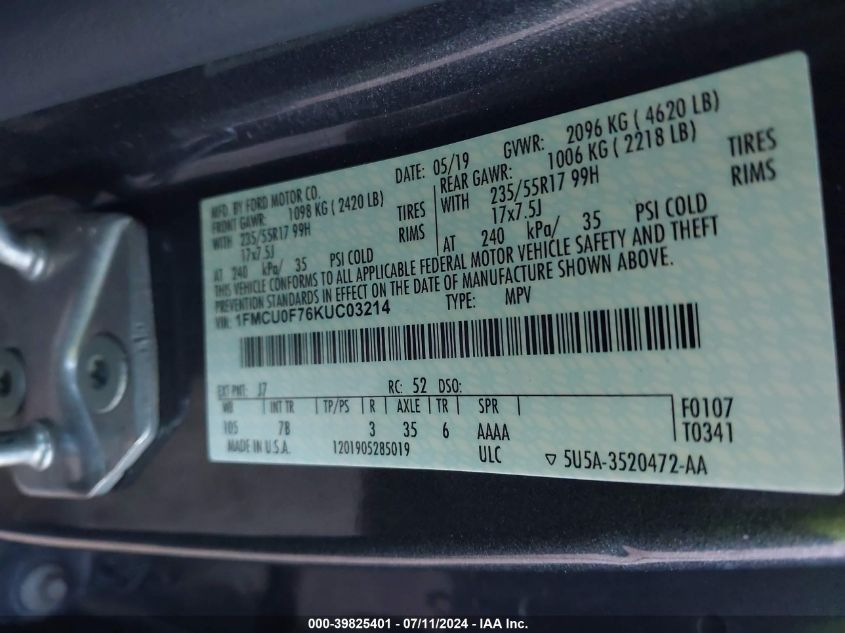 MFD. BY FORD MOTOR CO. DATE: 05/19 GVWR: 2096 KG ( 4620 LB)
FRONT GAWR: 1098 KG ( 2420 LB) REAR GAWR: 1006 KG ( 2218 LB)
WITH 235/55R17 99H TIRES WITH 235/55R17 99H TIRES
17x7.5J RIMS 17x7.5J RIMS
AT 240 kPa/ 35 PSI COLD AT 240 kPa/ 35 PSI COLD
THIS VEHICLE CONFORMS TO ALL APPLICABLE FEDERAL MOTOR VEHICLE SAFETY AND THEFT
PREVENTION STANDARDS IN EFFECT ON THE DATE OF MANUFACTURE SHOWN ABOVE.
VIN: 1FMCU0F76KUC03214 TYPE: MPV
EXT PNT: J7 RC: 52 DSO:
WB INT TR TP/PS R AXLE TR SPR F0107
105 7B 3 35 6 AAAA T0341
MADE IN U.S.A. 1201905285019 ULC ▽ 5U5A-3520472-AA
000-39825401 - 07/11/2024 - IAA Inc.